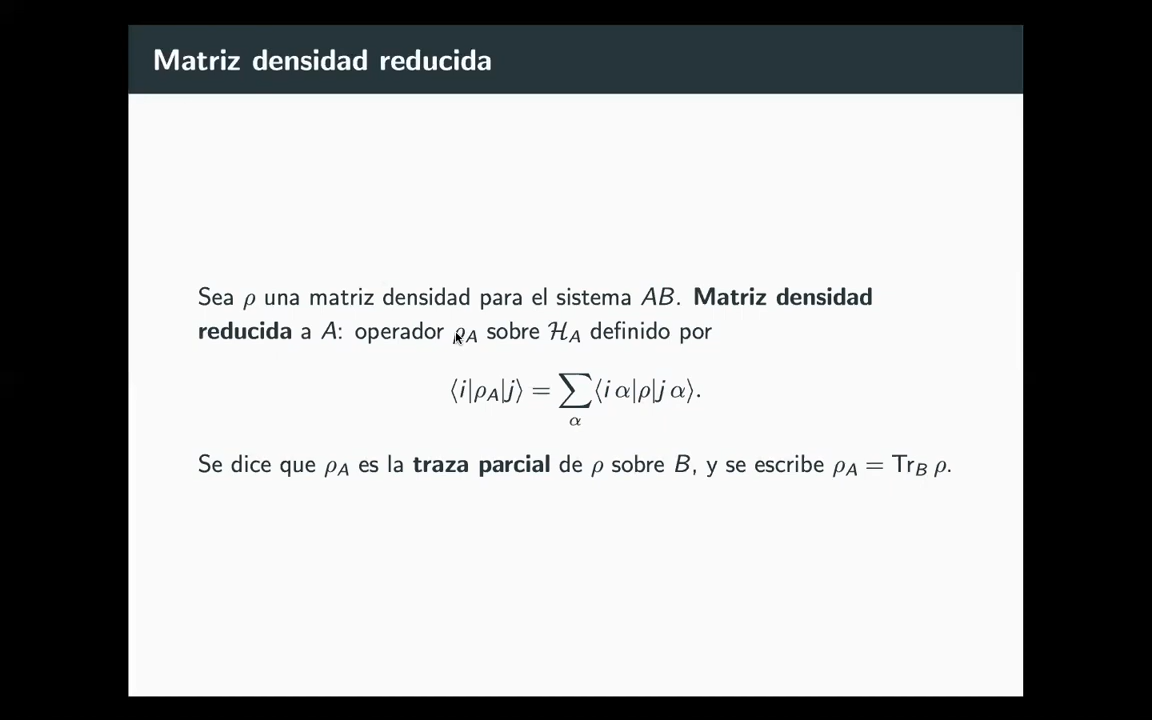 Matriz densidad reducida
Sea ρ una matriz densidad para el sistema AB. Matriz densidad
reducida a A: operador ρ_A sobre ℋ_A definido por
⟨i|ρ_A|j⟩ = ∑_α ⟨i α|ρ|j α⟩.
Se dice que ρ_A es la traza parcial de ρ sobre B, y se escribe ρ_A = Tr_B ρ.